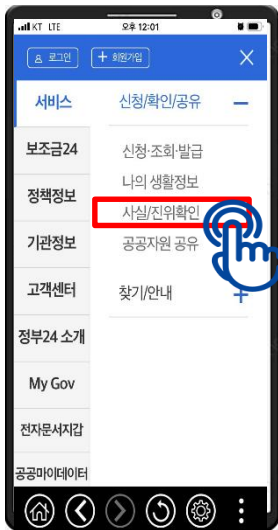 KT LTE 오후 12:01
로그인 + 회원가입
서비스 신청/확인/공유
보조금24 신청·조회·발급
나의 생활정보
정책정보
사실/진위확인
기관정보 공공자원 공유
고객센터 찾기/안내
정부24 소개
My Gov
전자문서지갑
공공마이데이터